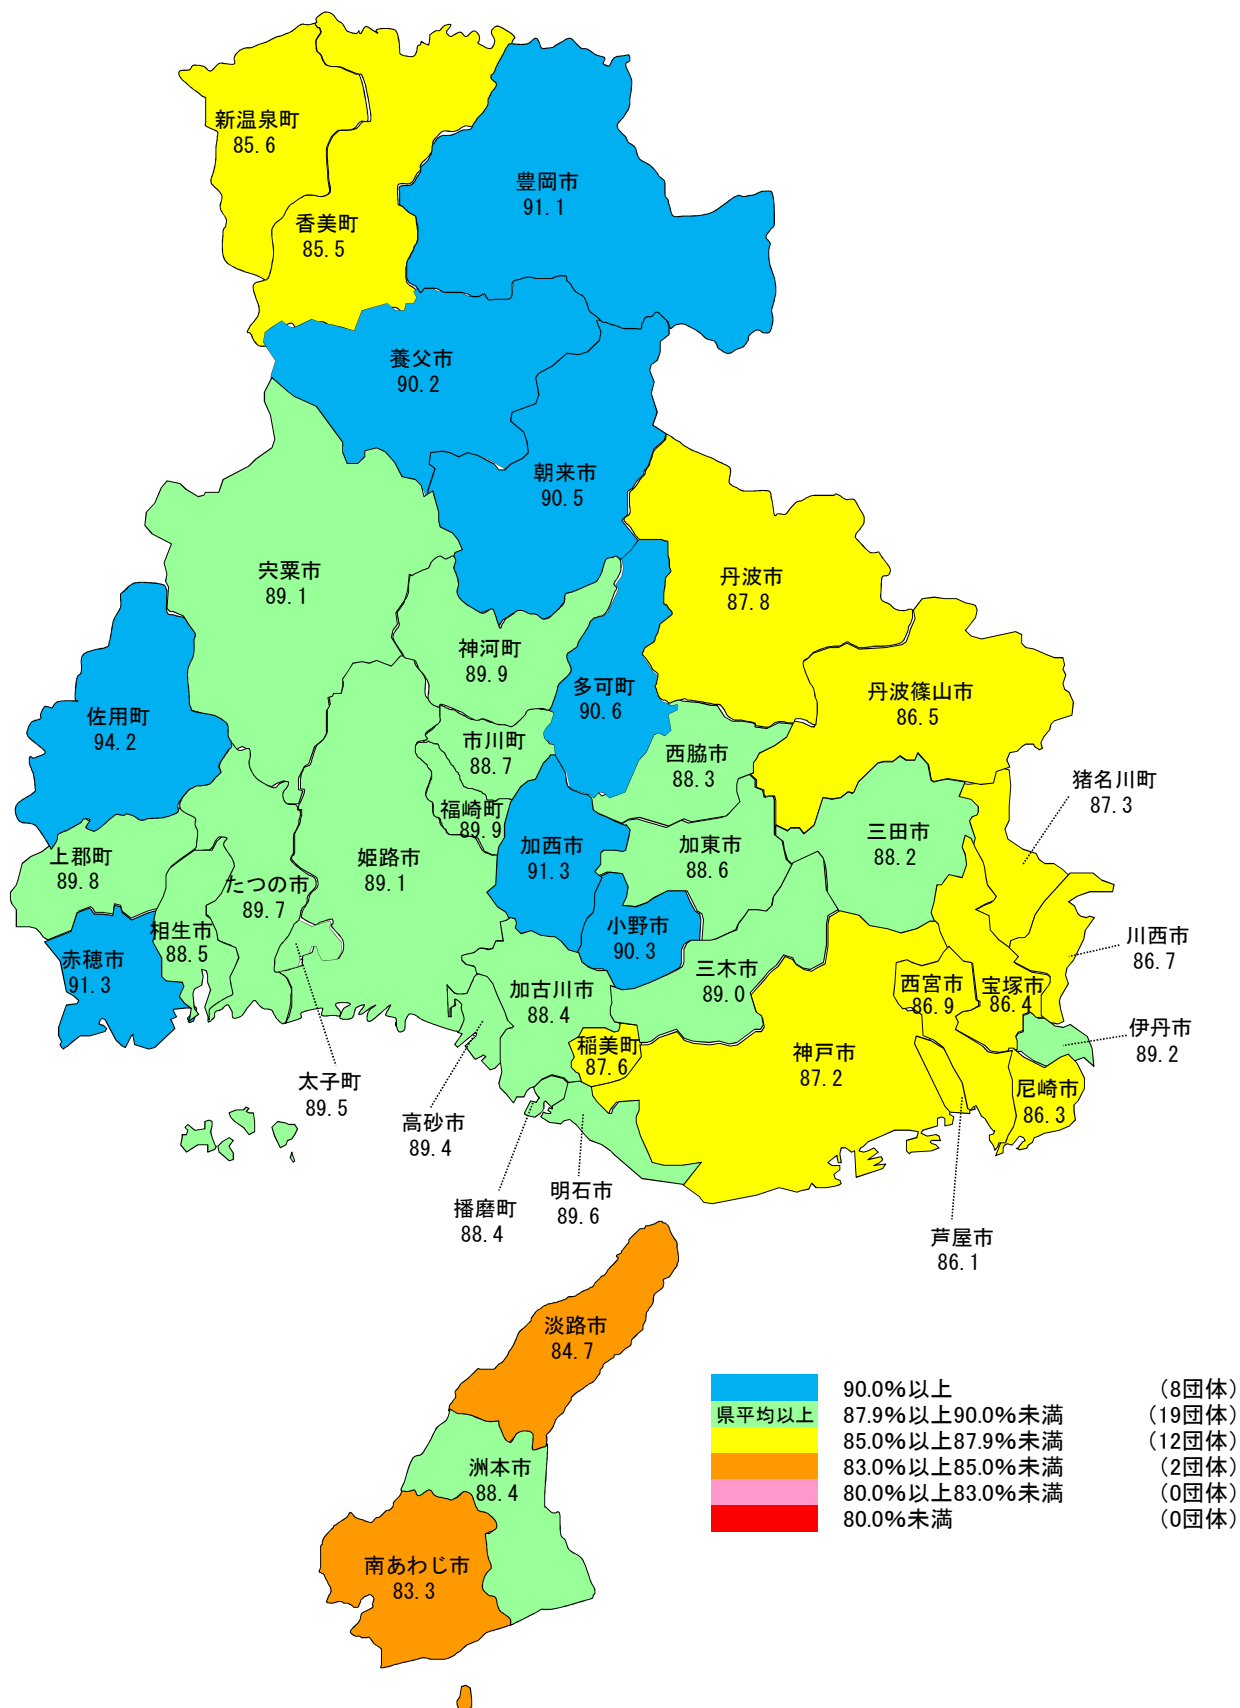 新温泉町
85.6
香美町
85.5
豊岡市
91.1
養父市
90.2
朝来市
90.5
宍粟市
89.1
丹波市
87.8
神河町
89.9
多可町
90.6
丹波篠山市
86.5
佐用町
94.2
市川町
88.7
西脇市
88.3
猪名川町
87.3
福崎町
89.9
加西市
91.3
加東市
88.6
三田市
88.2
上郡町
89.8
姫路市
89.1
たつの市
89.7
相生市
88.5
赤穂市
91.3
小野市
90.3
三木市
89.0
川西市
86.7
西宮市
86.9
宝塚市
86.4
加古川市
88.4
伊丹市
89.2
稲美町
87.6
神戸市
87.2
太子町
89.5
尼崎市
86.3
高砂市
89.4
播磨町
88.4
明石市
89.6
芦屋市
86.1
淡路市
84.7
洲本市
88.4
南あわじ市
83.3
90.0%以上 (8団体)
県平均以上 87.9%以上90.0%未満 (19団体)
85.0%以上87.9%未満 (12団体)
83.0%以上85.0%未満 (2団体)
80.0%以上83.0%未満 (0団体)
80.0%未満 (0団体)